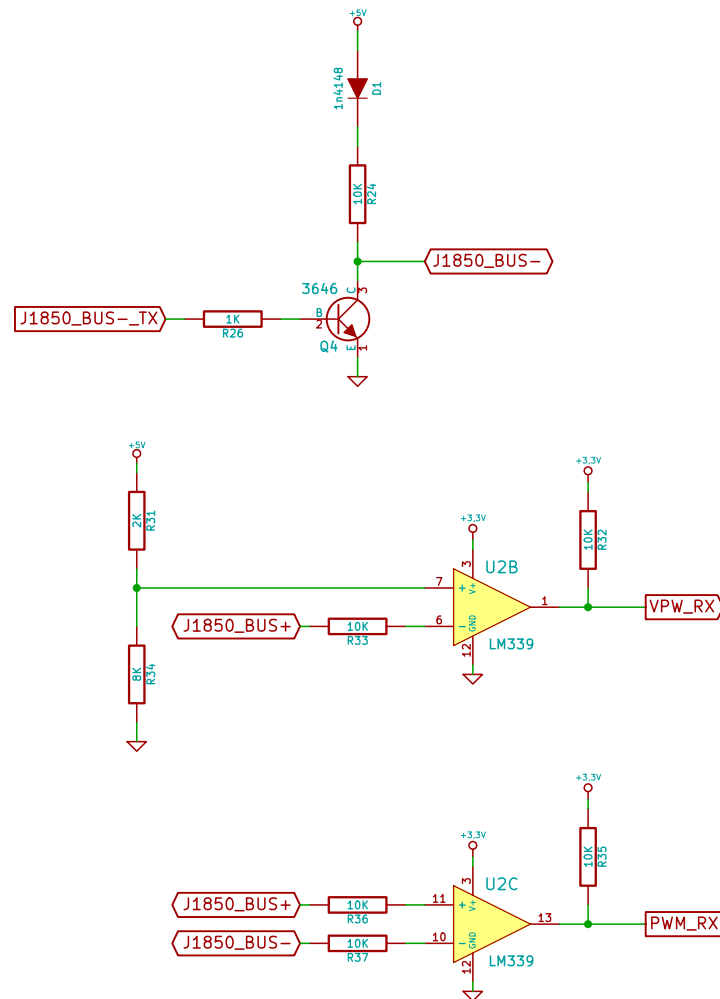 +5V
1n4148
D1
10K
R24
J1850_BUS-
3646
C
3
J1850_BUS-_TX
1K
R26
B
2
Q4
E
1
+5V
2K
R31
8K
R34
+3,3V
3
V+
U2B
7
+
J1850_BUS+
10K
R33
6
-
GND
12
LM339
1
+3,3V
10K
R32
VPW_RX
+3,3V
3
V+
U2C
J1850_BUS+
10K
R36
11
+
J1850_BUS-
10K
R37
10
-
GND
12
LM339
13
+3,3V
10K
R35
PWM_RX